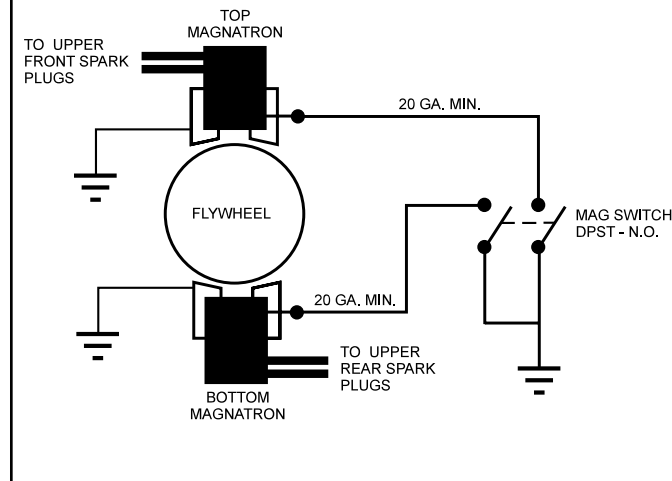 TOP
MAGNATRON
TO UPPER
FRONT SPARK
PLUGS
20 GA. MIN.
FLYWHEEL
MAG SWITCH
DPST - N.O.
20 GA. MIN.
TO UPPER
REAR SPARK
PLUGS
BOTTOM
MAGNATRON